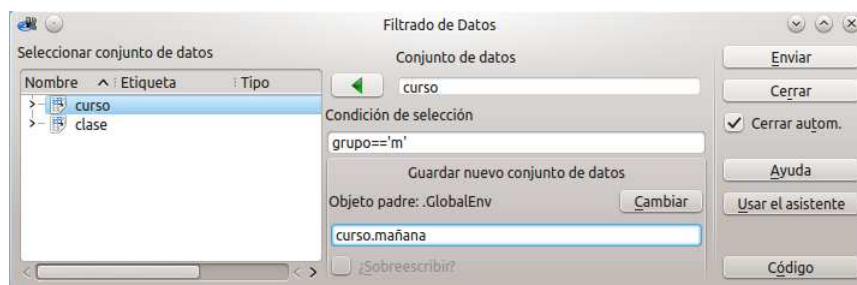 Filtrado de Datos
Seleccionar conjunto de datos
Nombre Etiqueta Tipo
curso
clase
Conjunto de datos
curso
Condición de selección
grupo=='m'
Guardar nuevo conjunto de datos
Objeto padre: .GlobalEnv Cambiar
curso.mañana
¿Sobreescribir?
Enviar
Cerrar
Cerrar autom.
Ayuda
Usar el asistente
Código